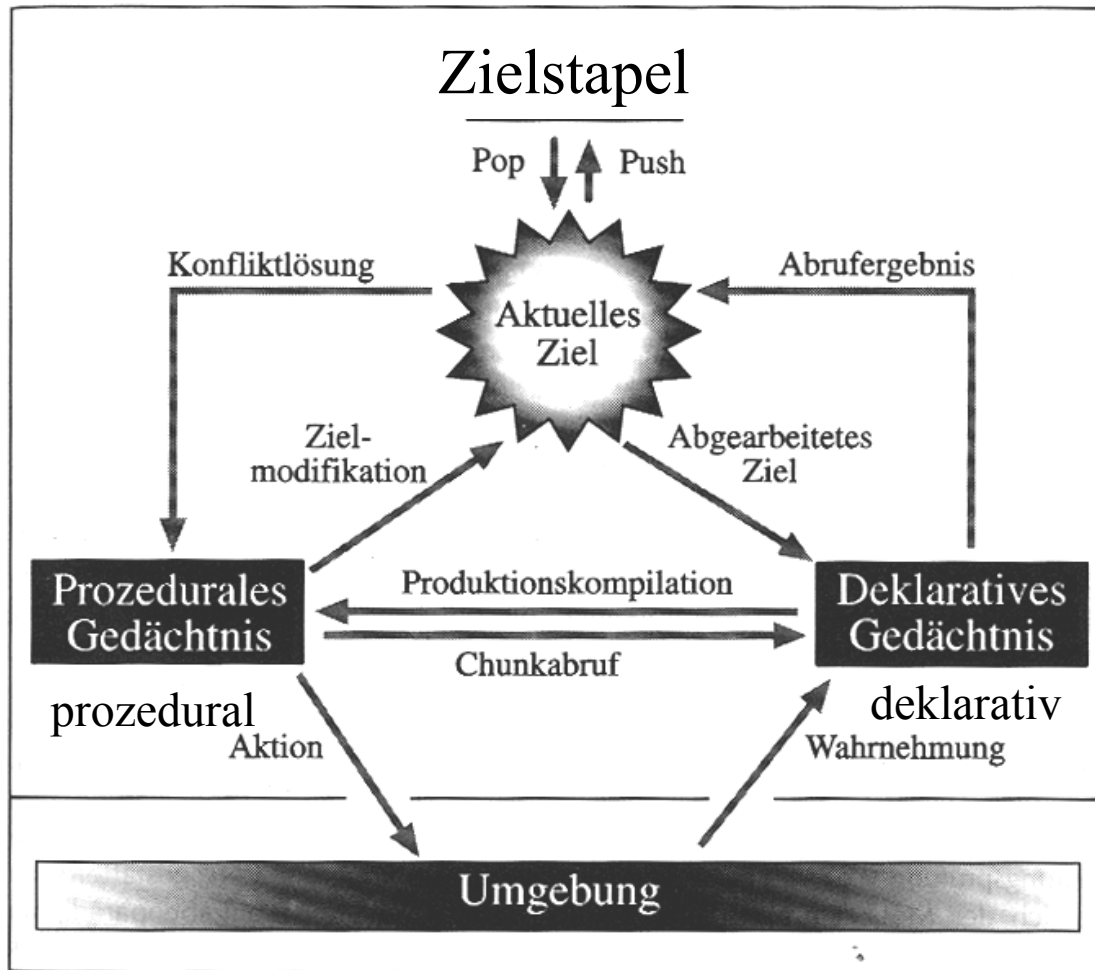 Zielstapel
Pop
Push
Konfliktlösung
Abrufergebnis
Aktuelles
Ziel
Ziel-
modifikation
Abgearbeitetes
Ziel
Prozedurales
Gedächtnis
Produktionskompilation
Chunkabruf
Deklaratives
Gedächtnis
prozedural
deklarativ
Aktion
Wahrnehmung
Umgebung